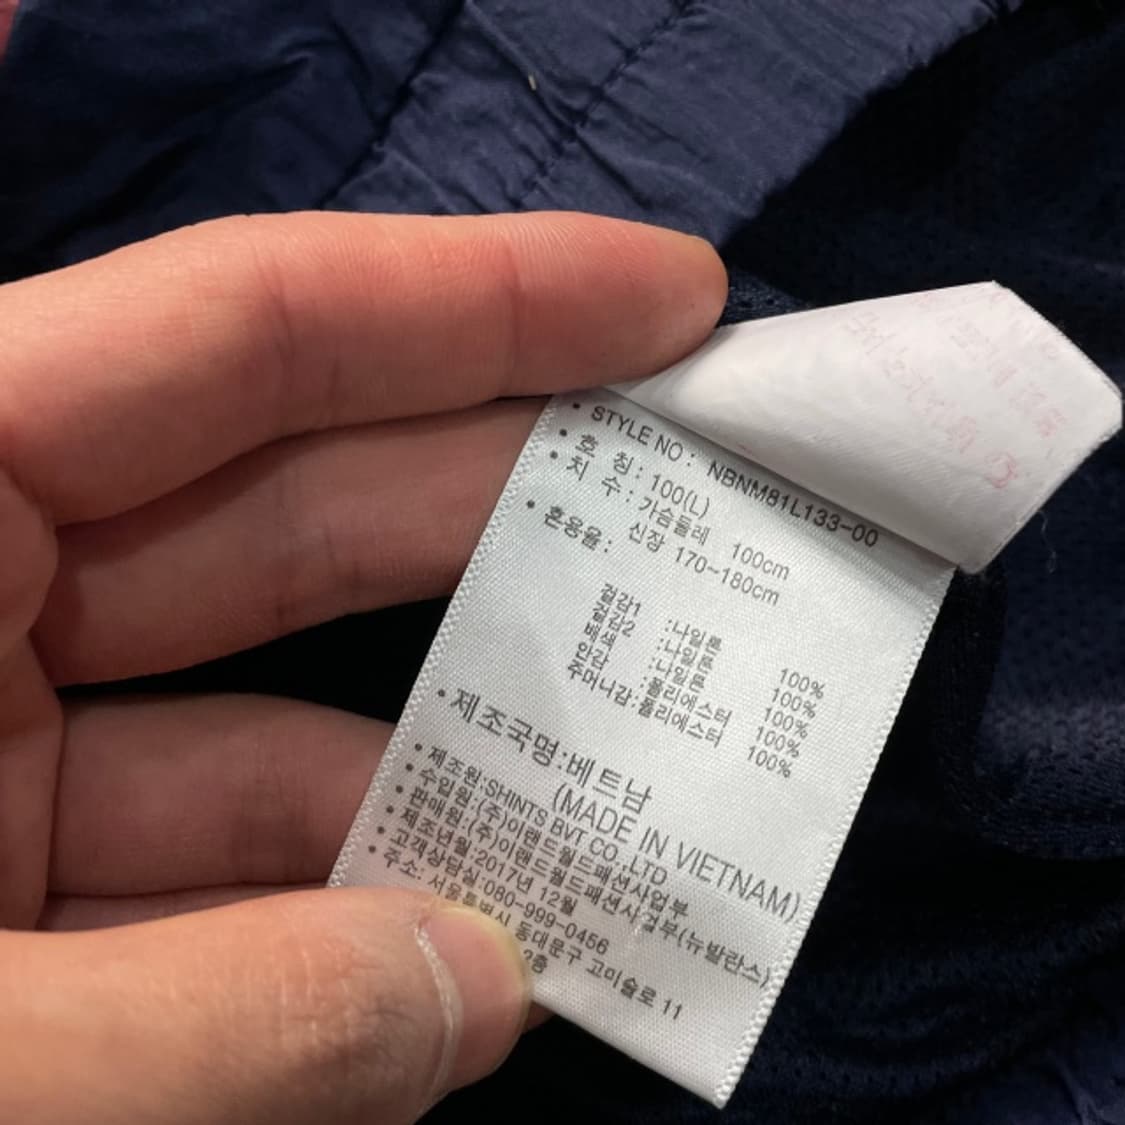 • STYLE NO : NBNM81L133-00
• 호 칭 : 100(L)
• 치 수 : 가슴둘레 100cm
신장 170~180cm
• 혼용율 :
겉감1 :나일론 100%
겉감2 :나일론 100%
배색 :나일론 100%
안감 :폴리에스터 100%
주머니감:폴리에스터 100%
• 제조국명:베트남
(MADE IN VIETNAM)
• 제조원:SHINTS BVT CO.,LTD
• 수입원:(주)이랜드월드패션사업부
• 판매원:(주)이랜드월드패션사업부(뉴발란스)
• 제조년월:2017년 12월
• 고객상담실:080-999-0456
• 주소: 서울특별시 동대문구 고미술로 11
2층